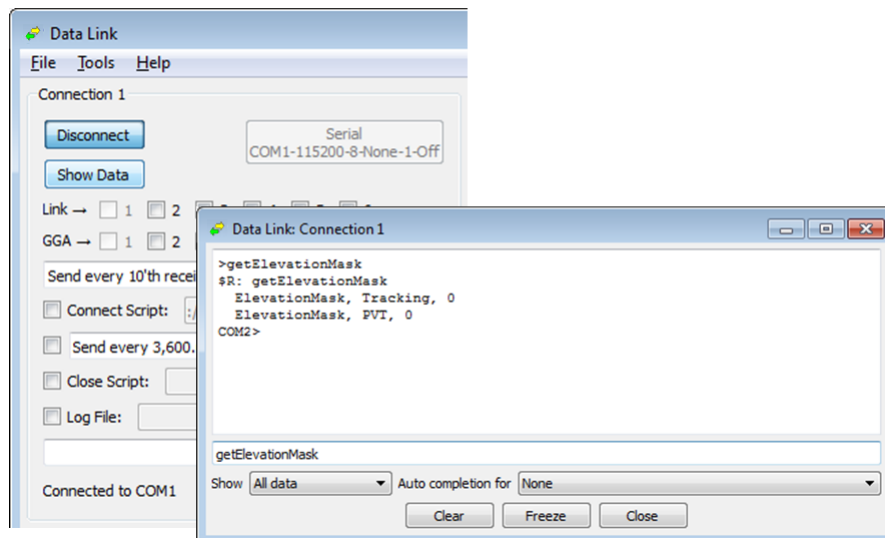 Data Link
File Tools Help
Connection 1
Disconnect
Serial
COM1-115200-8-None-1-Off
Show Data
Link → 1 2
GGA → 1 2
Send every 10'th recei
Connect Script: :/
Send every 3,600.
Close Script:
Log File:
Connected to COM1
Data Link: Connection 1
>getElevationMask
$R: getElevationMask
ElevationMask, Tracking, 0
ElevationMask, PVT, 0
COM2>
getElevationMask
Show All data Auto completion for None
Clear Freeze Close